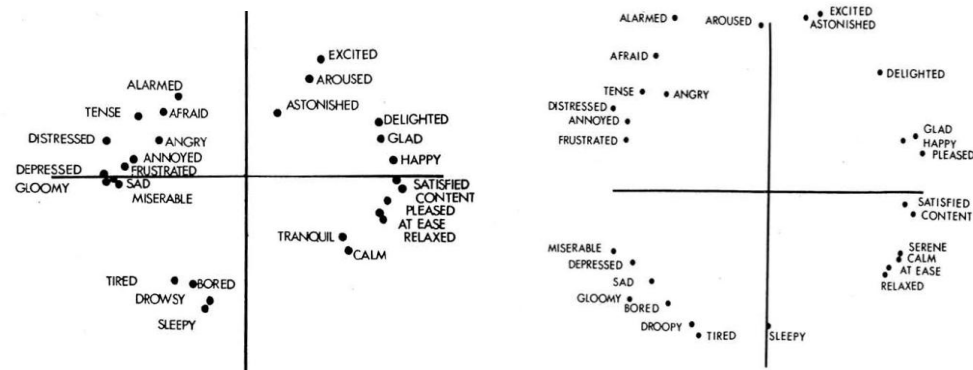 EXCITED
AROUSED
ALARMED
ASTONISHED
TENSE
AFRAID
DELIGHTED
DISTRESSED
ANGRY
GLAD
ANNOYED
HAPPY
DEPRESSED
FRUSTRATED
GLOOMY
SAD
SATISFIED
MISERABLE
CONTENT
PLEASED
AT EASE
TRANQUIL
RELAXED
CALM
TIRED
BORED
DROWSY
SLEEPY
EXCITED
ALARMED
AROUSED
ASTONISHED
AFRAID
DELIGHTED
TENSE
ANGRY
DISTRESSED
ANNOYED
FRUSTRATED
GLAD
HAPPY
PLEASED
SATISFIED
CONTENT
MISERABLE
SERENE
DEPRESSED
CALM
AT EASE
SAD
RELAXED
GLOOMY
BORED
DROOPY
TIRED
SLEEPY